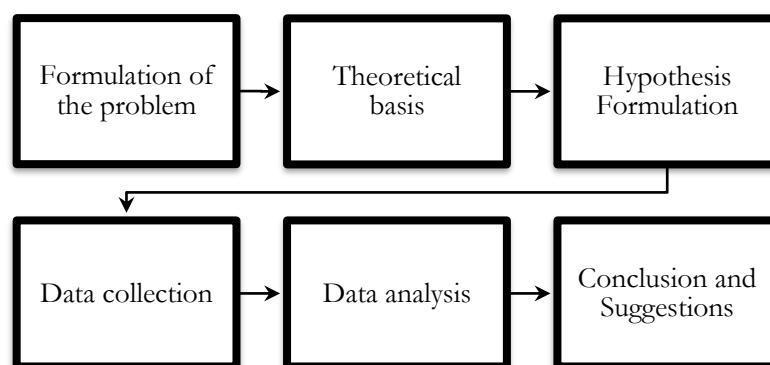 Formulation of
the problem
Theoretical
basis
Hypothesis
Formulation
Data collection
Data analysis
Conclusion and
Suggestions